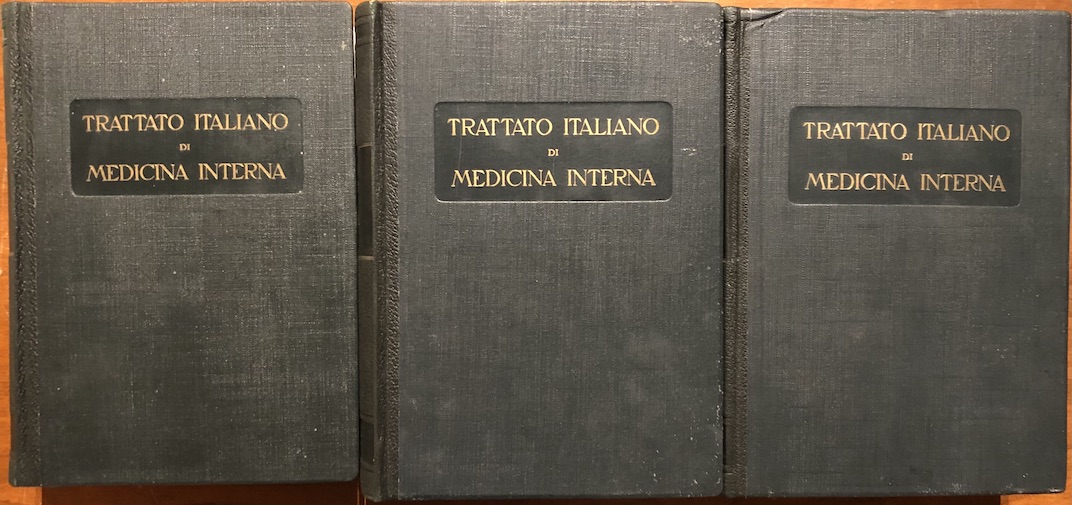 TRATTATO ITALIANO
DI
MEDICINA INTERNA
TRATTATO ITALIANO
DI
MEDICINA INTERNA
TRATTATO ITALIANO
DI
MEDICINA INTERNA